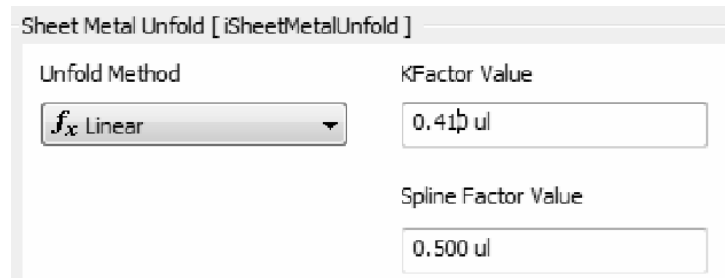 Sheet Metal Unfold [ iSheetMetalUnfold ]
Unfold Method
fx Linear
KFactor Value
0.410 ul
Spline Factor Value
0.500 ul